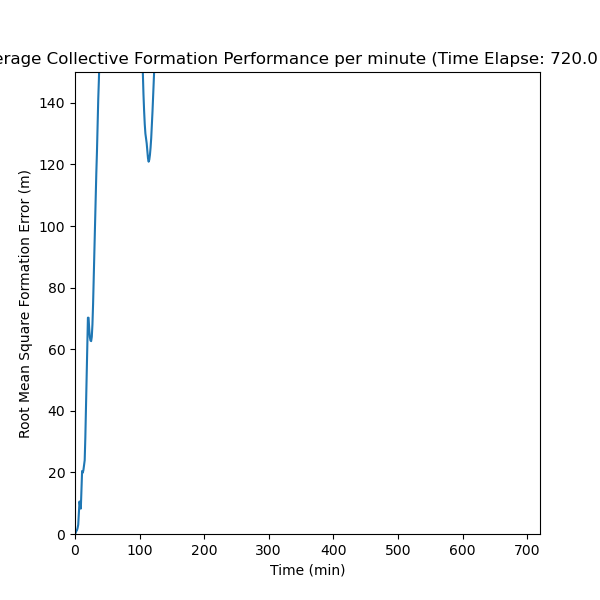 erage Collective Formation Performance per minute (Time Elapse: 720.0
140
120
100
80
60
40
20
0
Root Mean Square Formation Error (m)
0 100 200 300 400 500 600 700
Time (min)